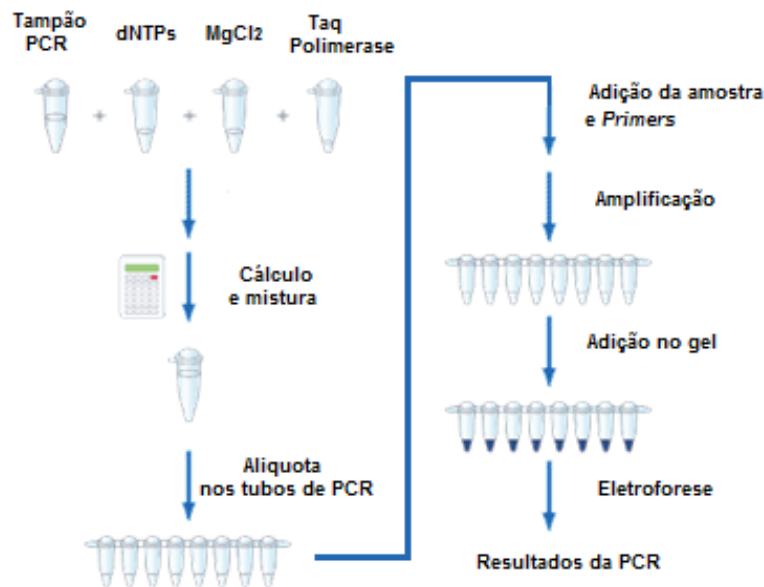 Tampão
PCR
dNTPs
MgCl2
Taq
Polimerase
+
+
+
Cálculo
e mistura
Aliquota
nos tubos de PCR
Adição da amostra
e Primers
Amplificação
Adição no gel
Eletroforese
Resultados da PCR